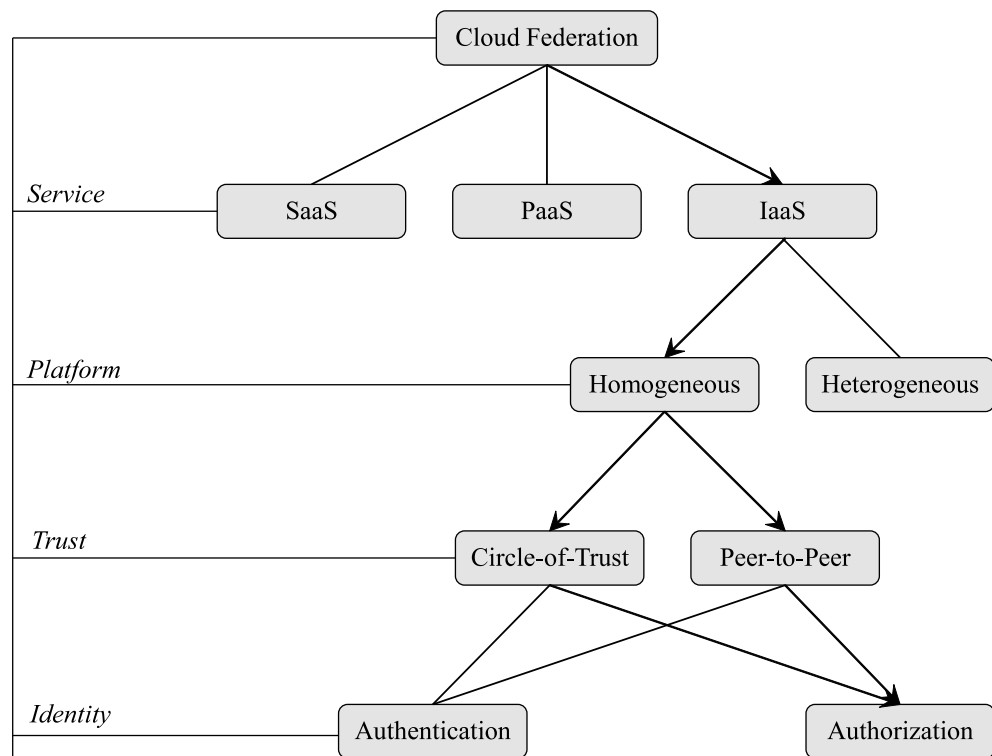 Cloud Federation
Service
SaaS
PaaS
IaaS
Platform
Homogeneous
Heterogeneous
Trust
Circle-of-Trust
Peer-to-Peer
Identity
Authentication
Authorization